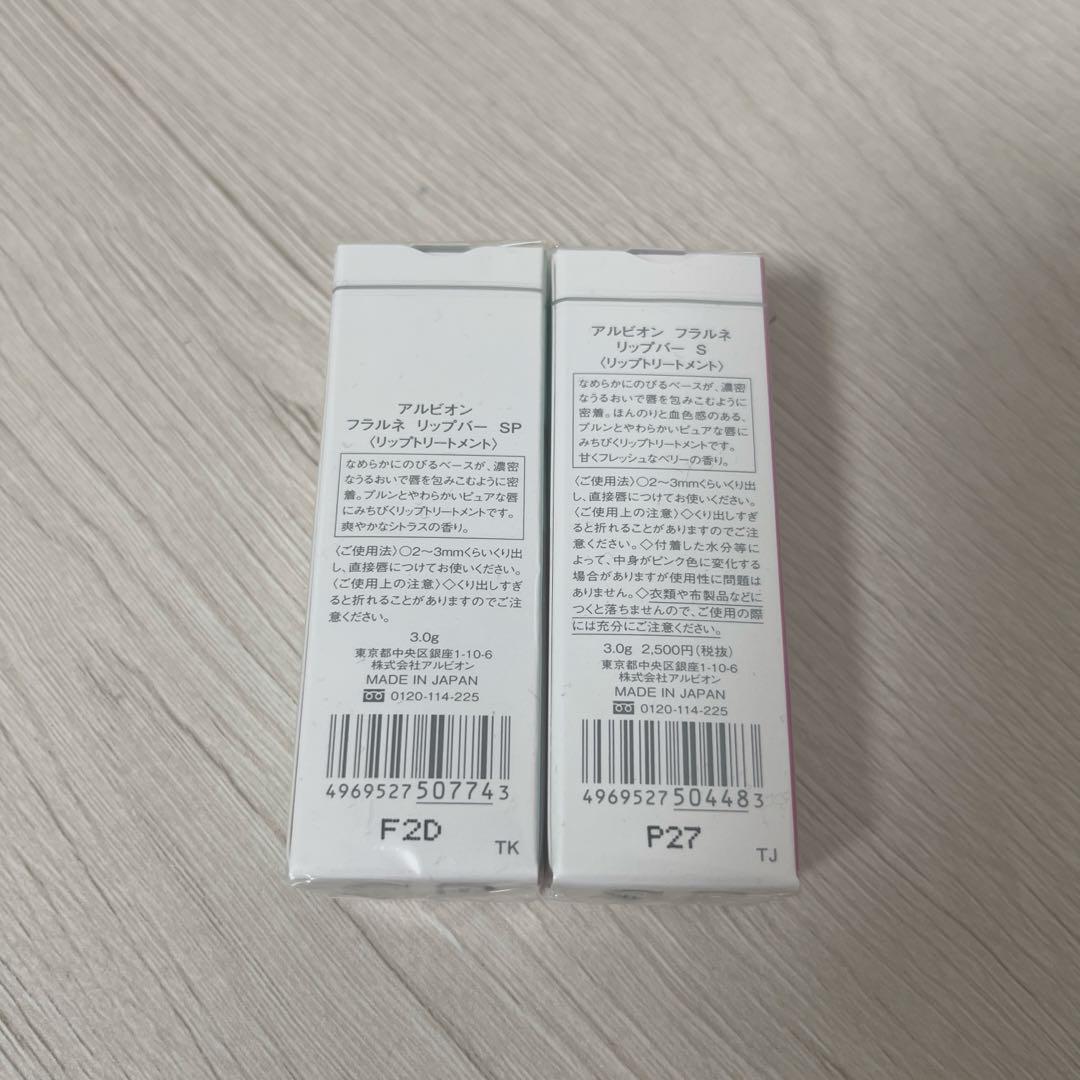 アルビオン
フラルネ リップバー SP
〈リップトリートメント〉
なめらかにのびるベースが、濃密
なうるおいで唇を包みこむように密
着。プルンとやわらかいピュアな唇
にみちびくリップトリートメントです。
爽やかなシトラスの香り。
〈ご使用法〉○2～3mmくらいくり出
し、直接唇につけてお使いください。
〈ご使用上の注意〉◇くり出しすぎ
ると折れることがありますのでご注
意ください。
3.0g
東京都中央区銀座1-10-6
株式会社アルビオン
MADE IN JAPAN
0120-114-225
4969527507743
F2D
TK
アルビオン フラルネ
リップバー S
〈リップトリートメント〉
なめらかにのびるベースが、濃密
なうるおいで唇を包みこむように
密着。ほんのりと血色感のある、
プルンとやわらかいピュアな唇に
みちびくリップトリートメントです。
甘くフレッシュなベリーの香り。
〈ご使用法〉○2～3mmくらいくり出
し、直接唇につけてお使いください。
〈ご使用上の注意〉◇くり出しすぎ
ると折れることがありますのでご注
意ください。◇付着した水分等に
よって、中身がピンク色に変化する
場合がありますが使用性に問題は
ありません。◇衣類や布製品などに
つくと落ちませんので、ご使用の際
には充分にご注意ください。
3.0g 2,500円(税抜)
東京都中央区銀座1-10-6
株式会社アルビオン
MADE IN JAPAN
0120-114-225
4969527504483
P27
TJ